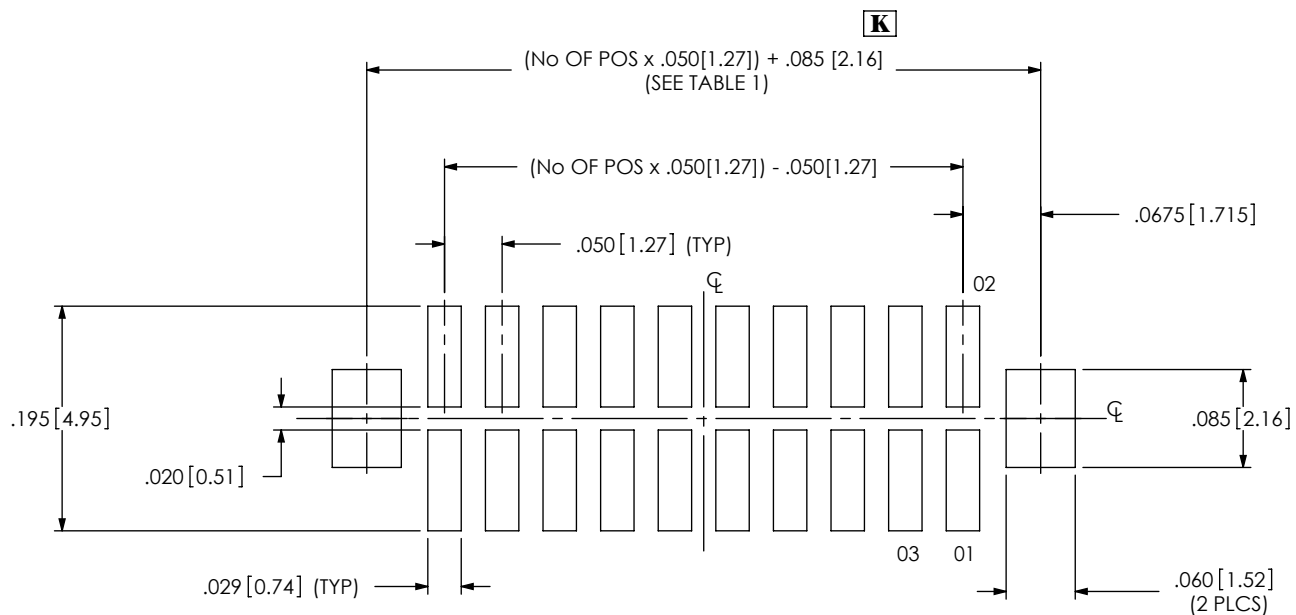 K
(No OF POS x .050[1.27]) + .085 [2.16]
(SEE TABLE 1)
(No OF POS x .050[1.27]) - .050[1.27]
.0675[1.715]
.050[1.27] (TYP)
℄
02
.195[4.95]
℄
.085[2.16]
.020[0.51]
03 01
.029[0.74] (TYP)
.060[1.52]
(2 PLCS)